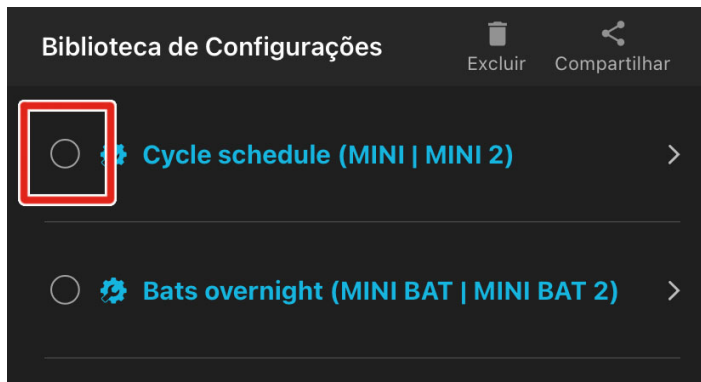 Biblioteca de Configurações
Excluir
Compartilhar
Cycle schedule (MINI | MINI 2)
Bats overnight (MINI BAT | MINI BAT 2)